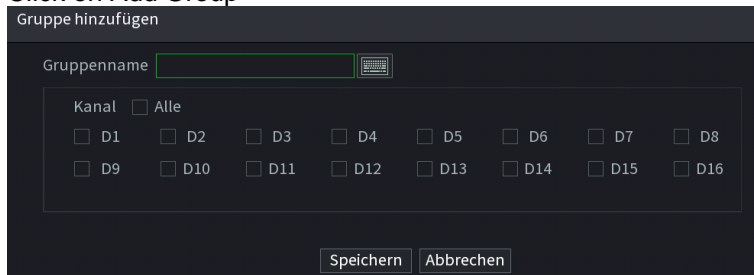 Click on Add Group
Gruppe hinzufügen
Gruppenname
Kanal Alle
D1 D2 D3 D4 D5 D6 D7 D8
D9 D10 D11 D12 D13 D14 D15 D16
Speichern Abbrechen